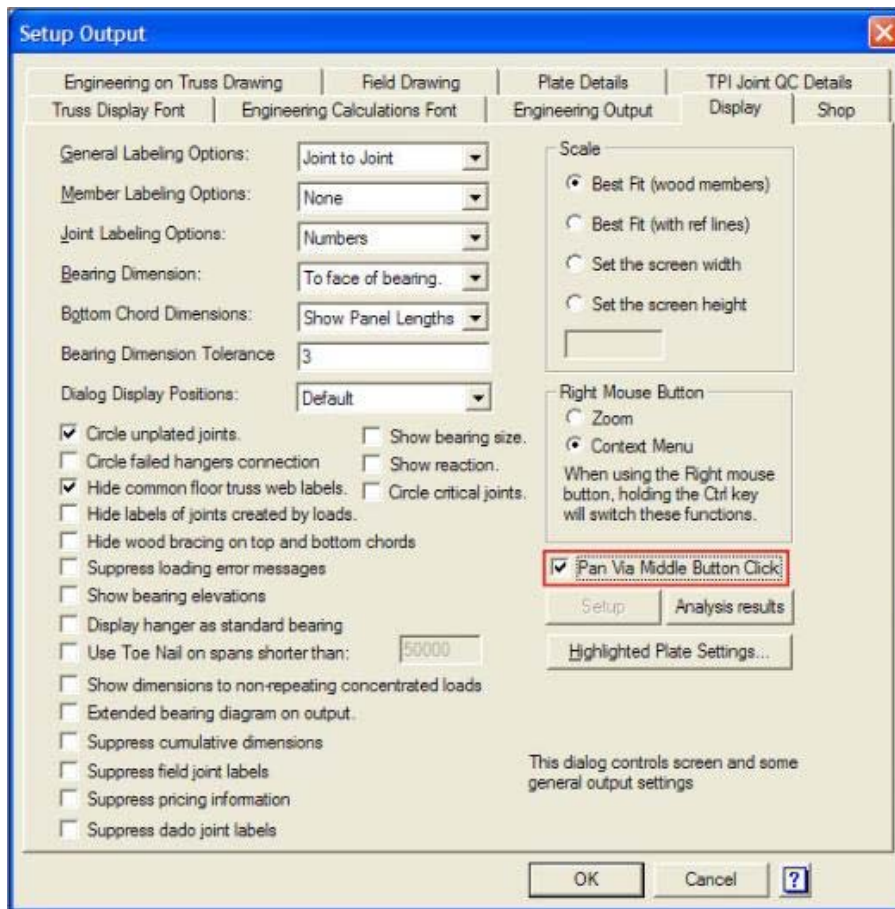 Setup Output
Engineering on Truss Drawing
Field Drawing
Plate Details
TPI Joint QC Details
Truss Display Font
Engineering Calculations Font
Engineering Output
Display
Shop
General Labeling Options:
Joint to Joint
Member Labeling Options:
None
Joint Labeling Options:
Numbers
Bearing Dimension:
To face of bearing.
Bottom Chord Dimensions:
Show Panel Lengths
Bearing Dimension Tolerance
3
Dialog Display Positions:
Default
Circle unplated joints.
Show bearing size.
Circle failed hangers connection
Show reaction.
Hide common floor truss web labels.
Circle critical joints.
Hide labels of joints created by loads.
Hide wood bracing on top and bottom chords
Suppress loading error messages
Show bearing elevations
Display hanger as standard bearing
Use Toe Nail on spans shorter than:
50000
Show dimensions to non-repeating concentrated loads
Extended bearing diagram on output.
Suppress cumulative dimensions
Suppress field joint labels
Suppress pricing information
Suppress dado joint labels
Scale
Best Fit (wood members)
Best Fit (with ref lines)
Set the screen width
Set the screen height
Right Mouse Button
Zoom
Context Menu
When using the Right mouse
button, holding the Ctrl key
will switch these functions.
Pan Via Middle Button Click
Setup
Analysis results
Highlighted Plate Settings...
This dialog controls screen and some
general output settings
OK
Cancel
?